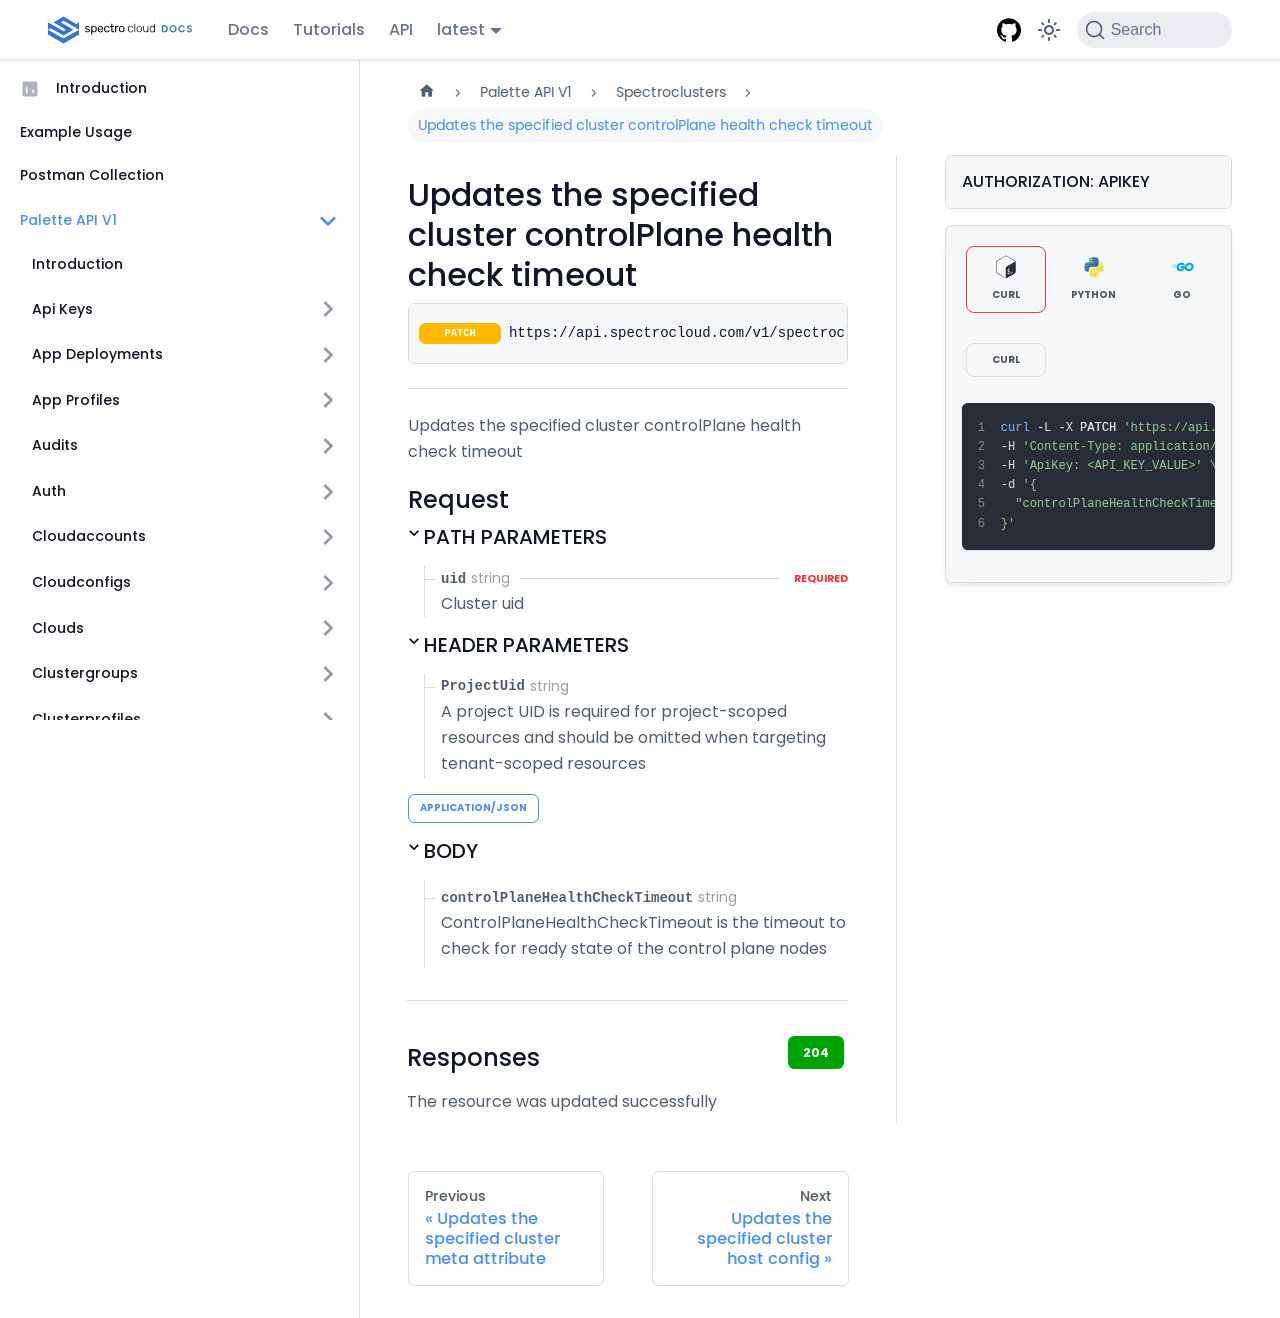 spectro cloud DOCS Docs Tutorials API latest Search
Introduction
Example Usage
Postman Collection
Palette API V1
Introduction
Api Keys
App Deployments
App Profiles
Audits
Auth
Cloudaccounts
Cloudconfigs
Clouds
Clustergroups
Clusterprofiles
Palette API V1 Spectroclusters
Updates the specified cluster controlPlane health check timeout
Updates the specified
cluster controlPlane health
check timeout
PATCH https://api.spectrocloud.com/v1/spectroc
Updates the specified cluster controlPlane health
check timeout
Request
PATH PARAMETERS
uid string REQUIRED
Cluster uid
HEADER PARAMETERS
ProjectUid string
A project UID is required for project-scoped
resources and should be omitted when targeting
tenant-scoped resources
APPLICATION/JSON
BODY
controlPlaneHealthCheckTimeout string
ControlPlaneHealthCheckTimeout is the timeout to
check for ready state of the control plane nodes
Responses 204
The resource was updated successfully
Previous
« Updates the
specified cluster
meta attribute
Next
Updates the
specified cluster
host config »
AUTHORIZATION: APIKEY
CURL PYTHON GO
CURL
1 curl -L -X PATCH 'https://api.
2 -H 'Content-Type: application/
3 -H 'ApiKey: <API_KEY_VALUE>' \
4 -d '{
5 "controlPlaneHealthCheckTime
6 }'